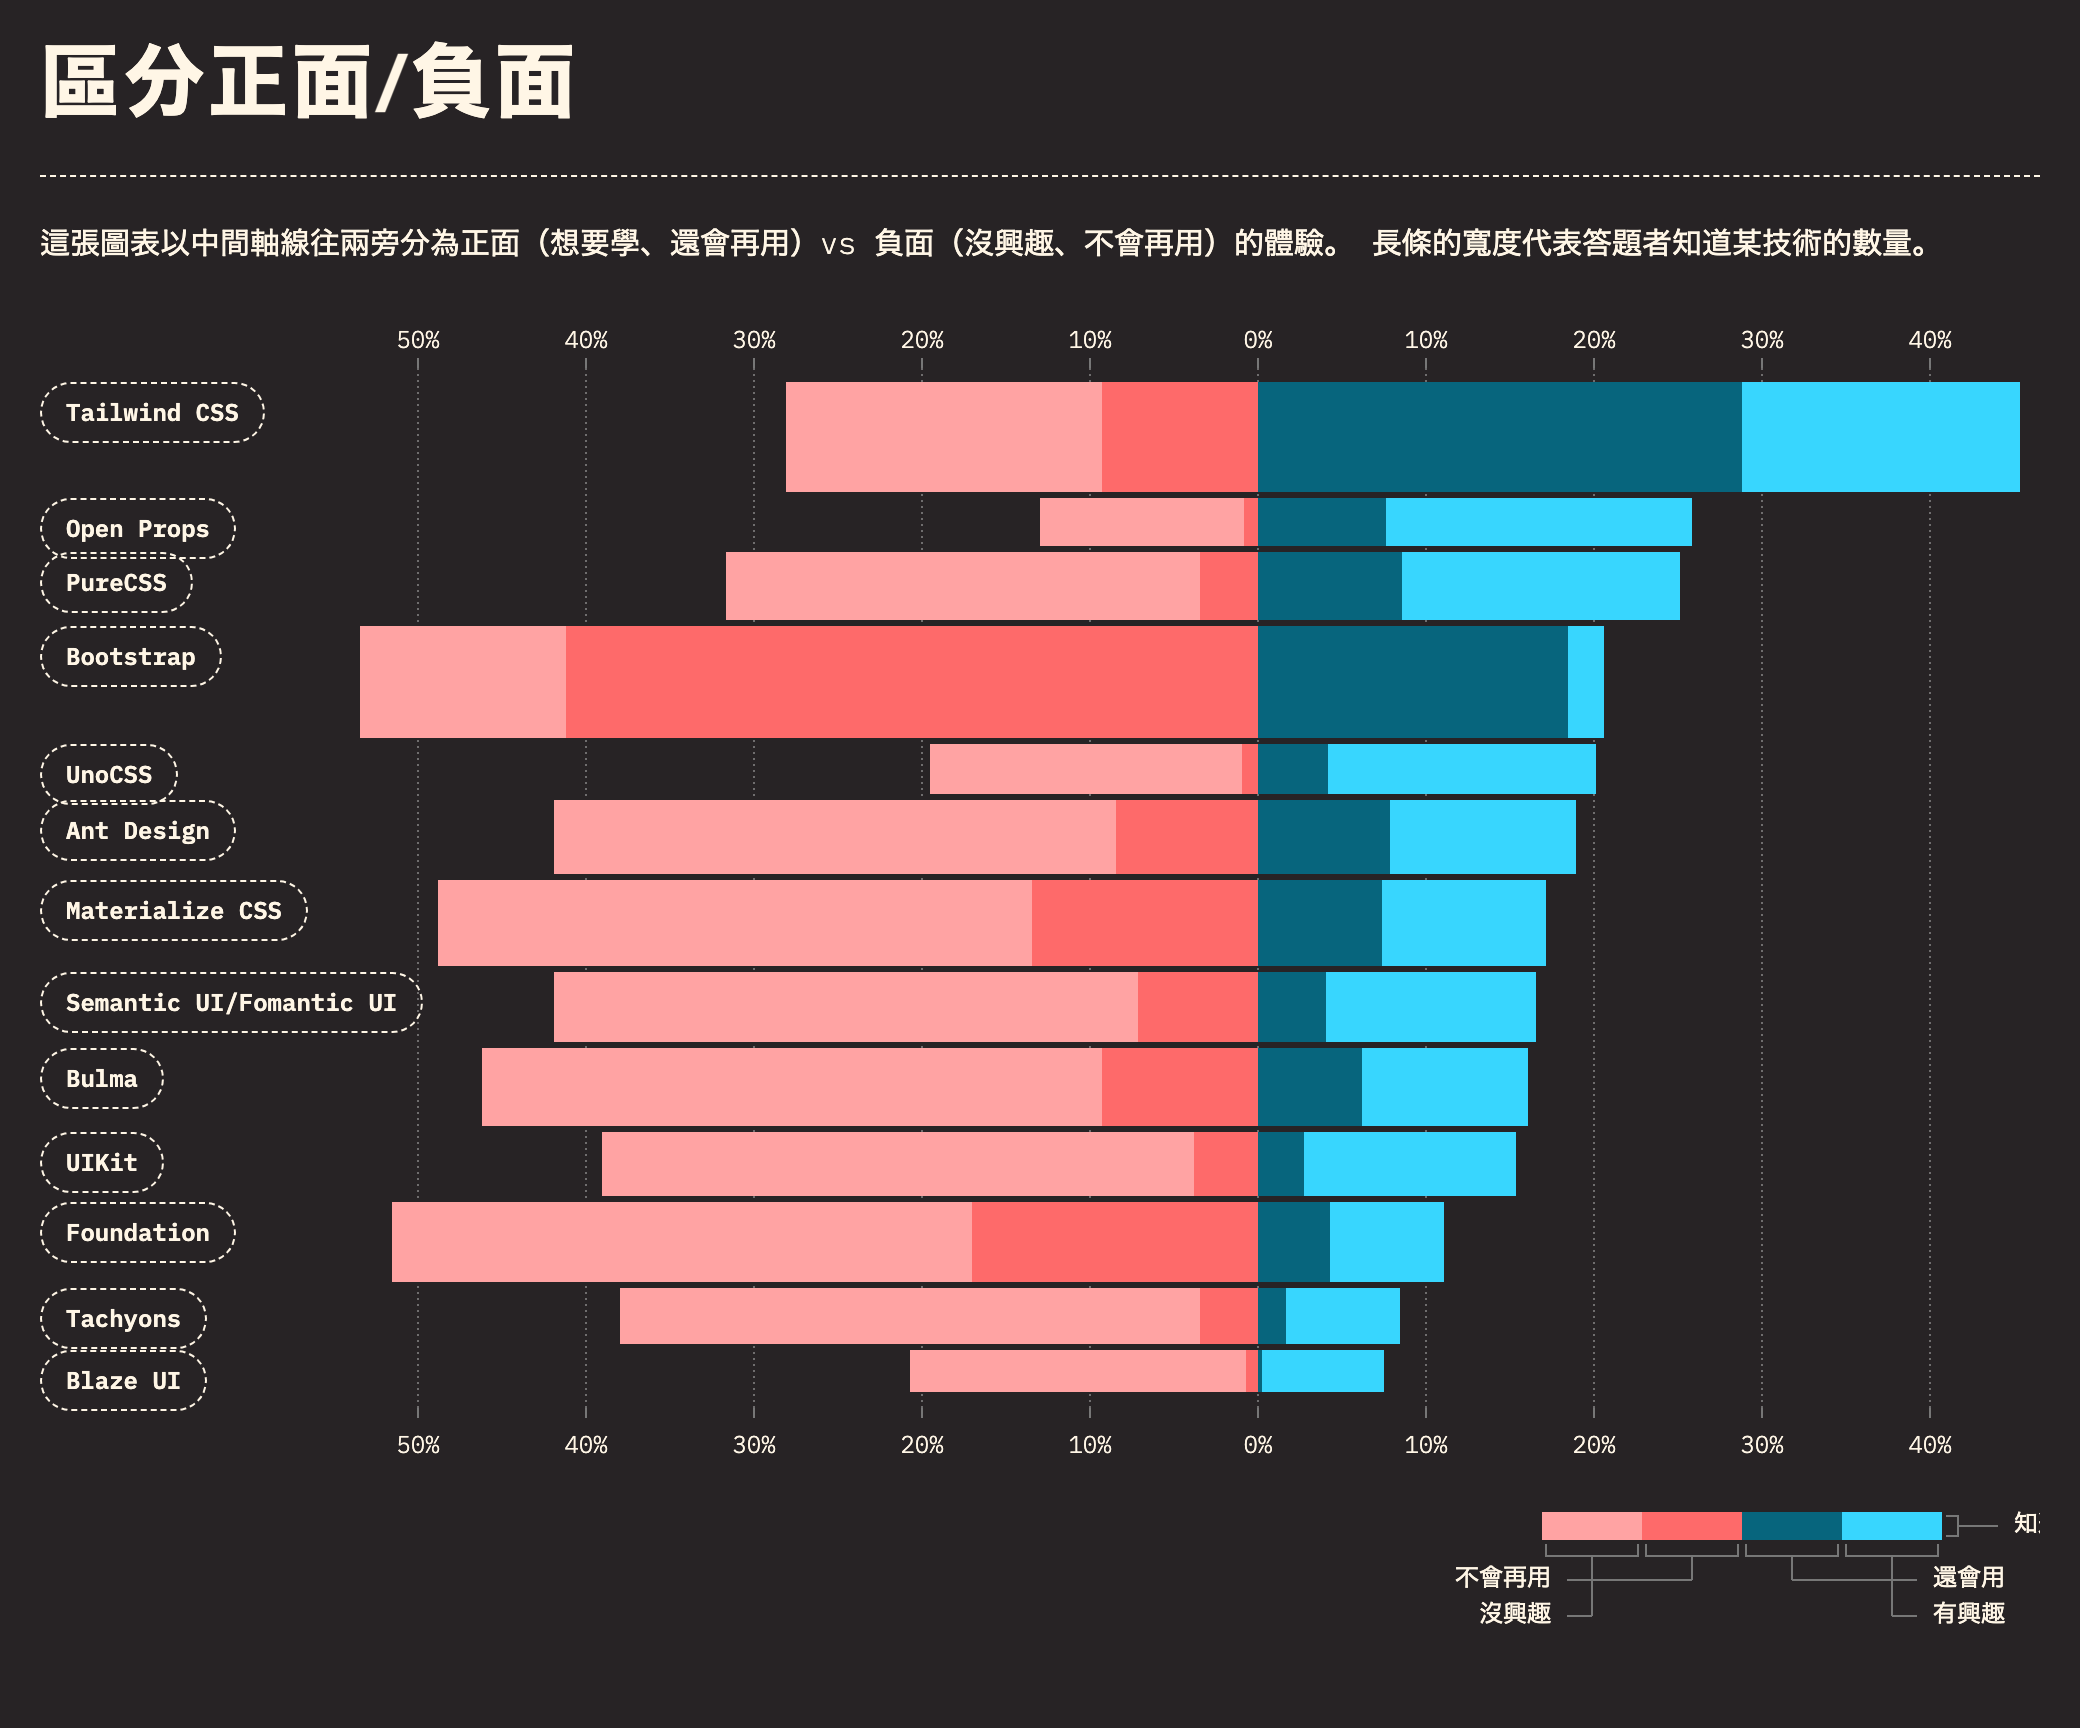 區分正面/負面
這張圖表以中間軸線往兩旁分為正面（想要學、還會再用）vs 負面（沒興趣、不會再用）的體驗。 長條的寬度代表答題者知道某技術的數量。
50% 40% 30% 20% 10% 0% 10% 20% 30% 40%
Tailwind CSS
Open Props
PureCSS
Bootstrap
UnoCSS
Ant Design
Materialize CSS
Semantic UI/Fomantic UI
Bulma
UIKit
Foundation
Tachyons
Blaze UI
50% 40% 30% 20% 10% 0% 10% 20% 30% 40%
知
不會再用 還會用
沒興趣 有興趣